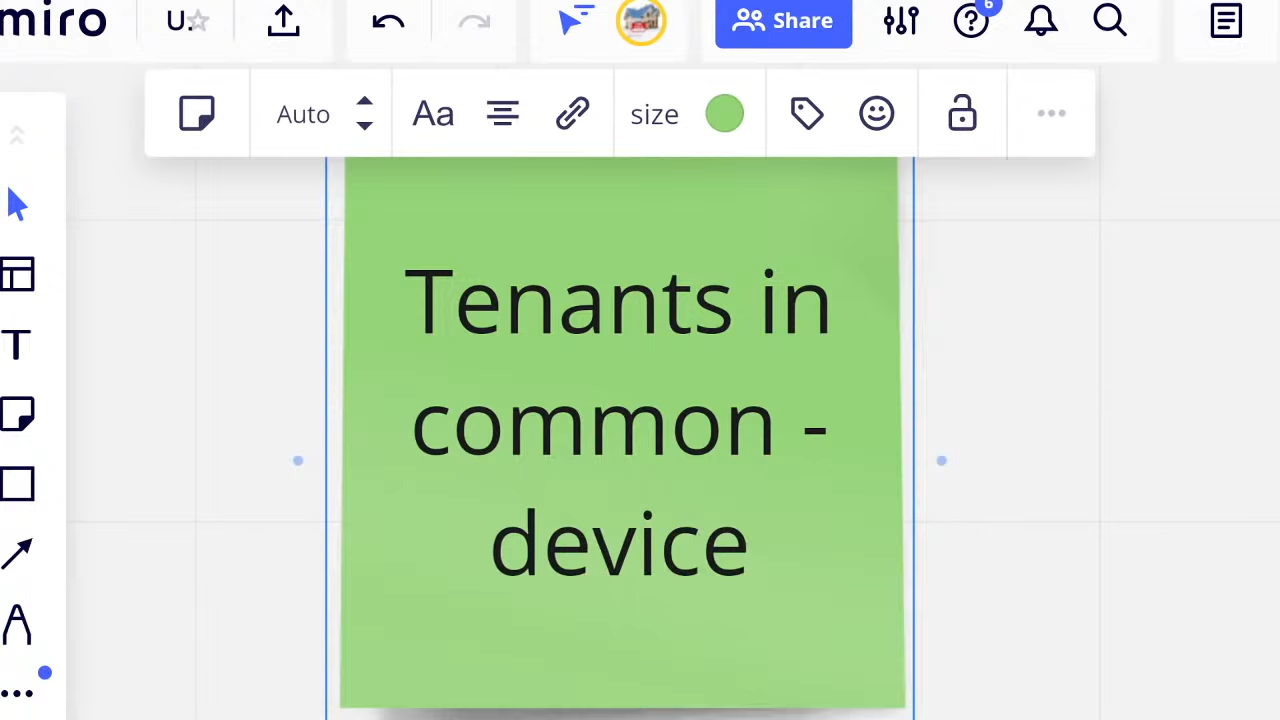 miro
U.
Share
6
Auto
Aa
size
T
Tenants in
common -
device